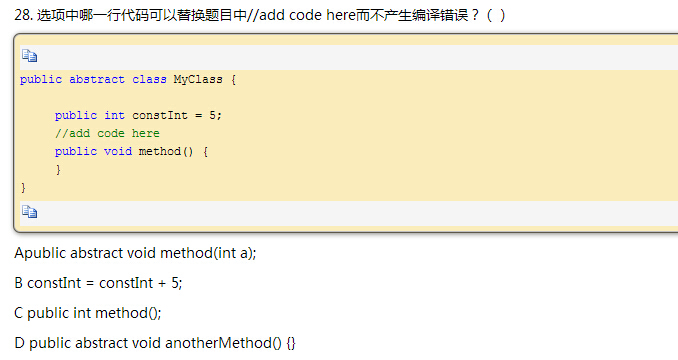 28. 选项中哪一行代码可以替换题目中//add code here而不产生编译错误？（ ）
public abstract class MyClass {
public int constInt = 5;
//add code here
public void method() {
}
}
Apublic abstract void method(int a);
B constInt = constInt + 5;
C public int method();
D public abstract void anotherMethod() {}